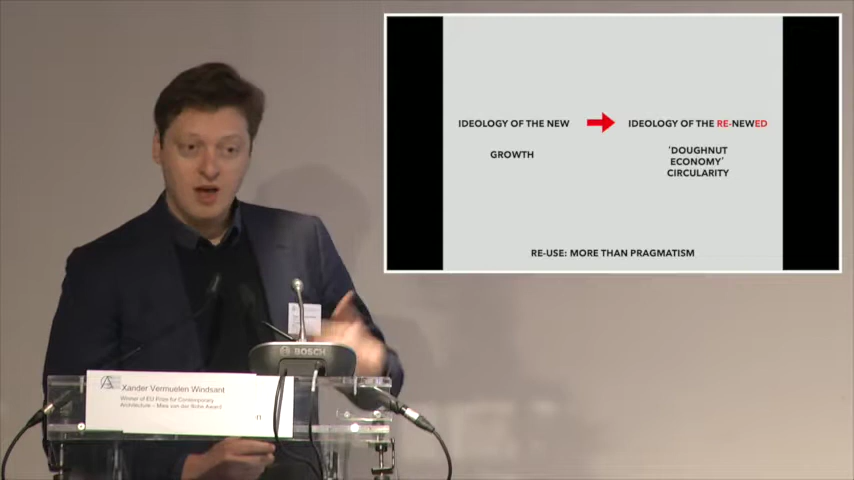 IDEOLOGY OF THE NEW
IDEOLOGY OF THE RE-NEWED
GROWTH
'DOUGHNUT
ECONOMY'
CIRCULARITY
RE-USE: MORE THAN PRAGMATISM
BOSCH
Xander Vermuelen Windsant
Winner of EU Prize for Contemporary
Architecture – Mies van der Rohe Award